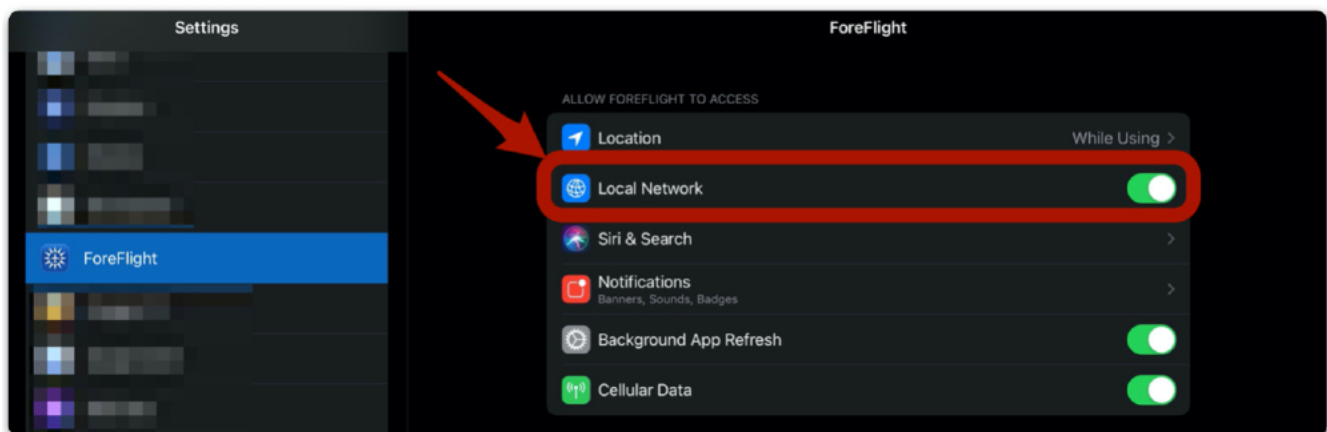 Settings
ForeFlight
ForeFlight
ALLOW FOREFLIGHT TO ACCESS
Location
While Using >
Local Network
Siri & Search
>
Notifications
Banners, Sounds, Badges
>
Background App Refresh
Cellular Data